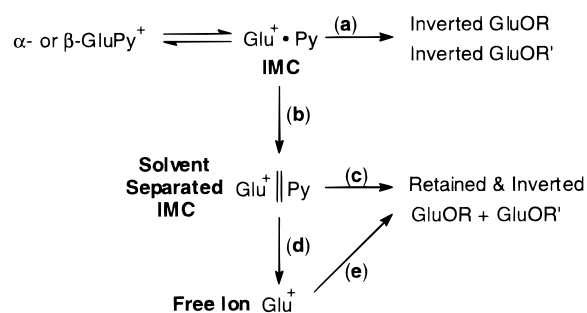 α- or β-GluPy+
Glu+ • Py
(a)
Inverted GluOR
Inverted GluOR'
IMC
(b)
Solvent
Separated
IMC
Glu+ || Py
(c)
Retained & Inverted
GluOR + GluOR'
(d)
(e)
Free Ion Glu+